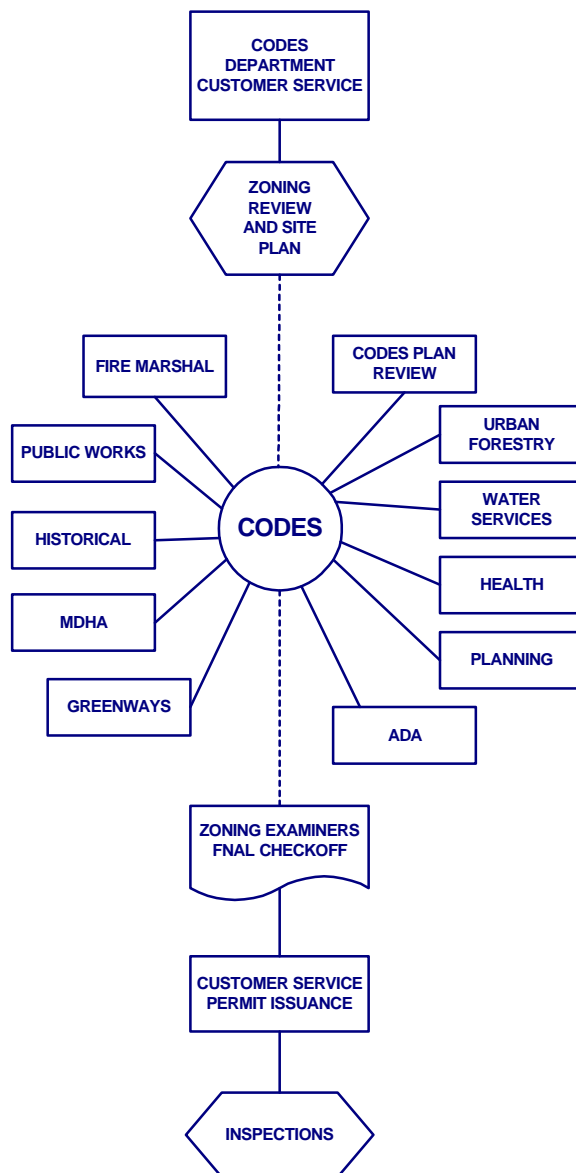 CODES
DEPARTMENT
CUSTOMER SERVICE
ZONING
REVIEW
AND SITE
PLAN
FIRE MARSHAL
CODES PLAN
REVIEW
PUBLIC WORKS
URBAN
FORESTRY
HISTORICAL
CODES
WATER
SERVICES
MDHA
HEALTH
GREENWAYS
PLANNING
ADA
ZONING EXAMINERS
FNAL CHECKOFF
CUSTOMER SERVICE
PERMIT ISSUANCE
INSPECTIONS